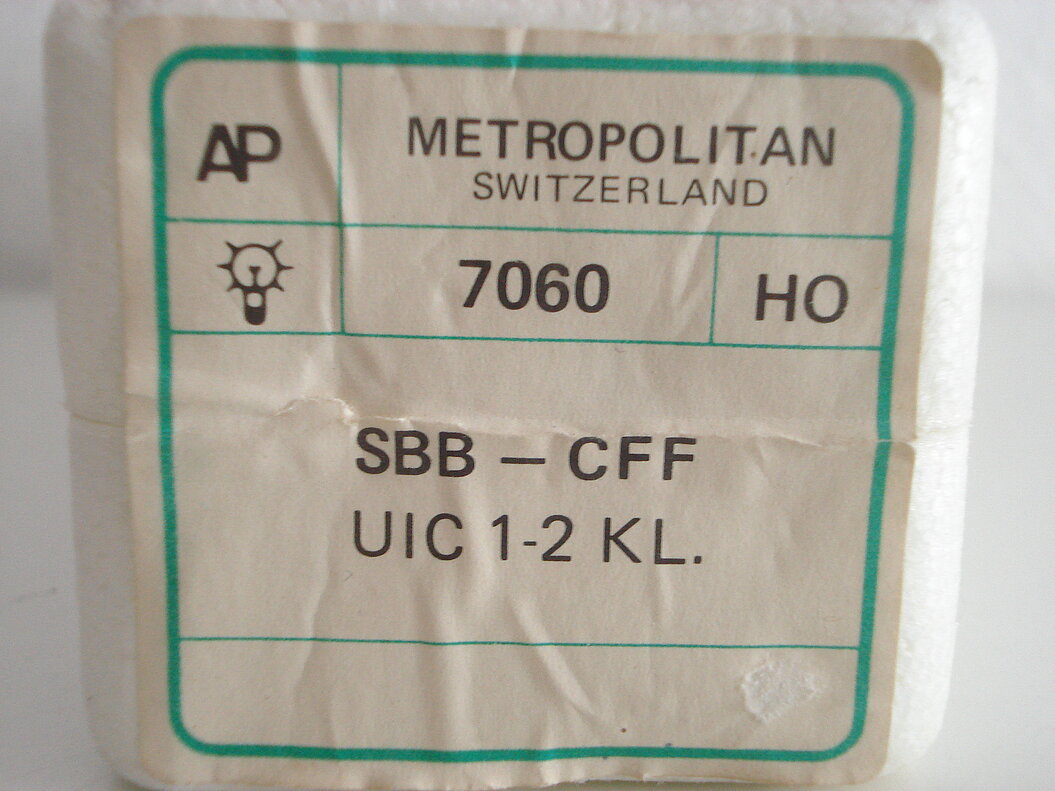 AP
METROPOLITAN
SWITZERLAND
7060
HO
SBB – CFF
UIC 1-2 KL.